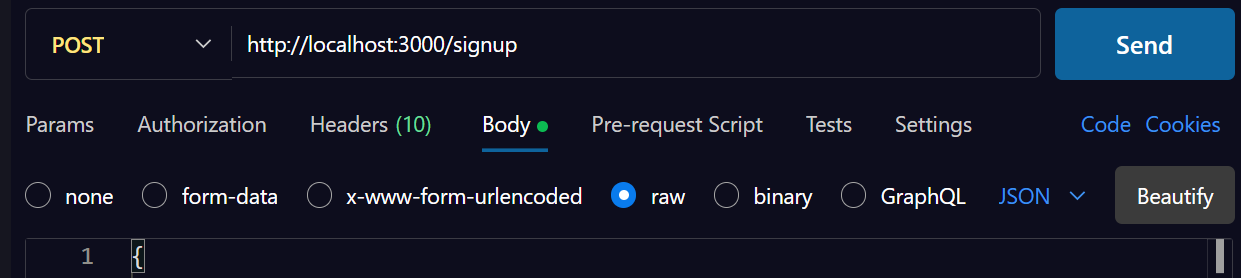 POST http://localhost:3000/signup Send
Params Authorization Headers (10) Body Pre-request Script Tests Settings Code Cookies
none form-data x-www-form-urlencoded raw binary GraphQL JSON Beautify
1 {